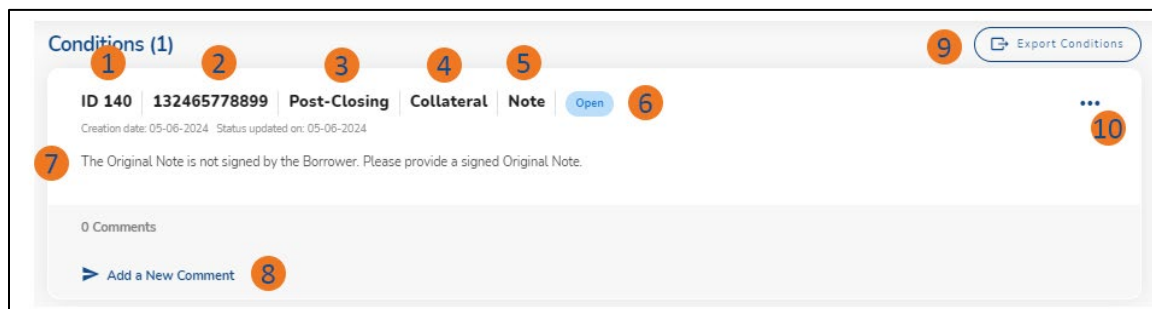 Conditions (1)
9
Export Conditions
1
2
3
4
5
ID 140 132465778899 Post-Closing Collateral Note Open 6
•••
Creation date: 05-06-2024 Status updated on: 05-06-2024
10
7 The Original Note is not signed by the Borrower. Please provide a signed Original Note.
0 Comments
Add a New Comment 8